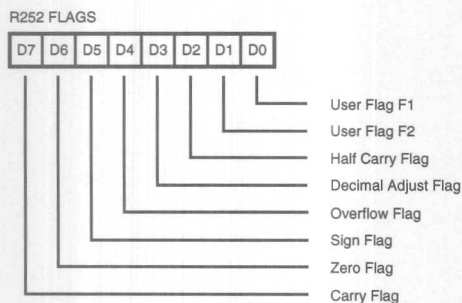 R252 FLAGS
D7 D6 D5 D4 D3 D2 D1 D0
User Flag F1
User Flag F2
Half Carry Flag
Decimal Adjust Flag
Overflow Flag
Sign Flag
Zero Flag
Carry Flag